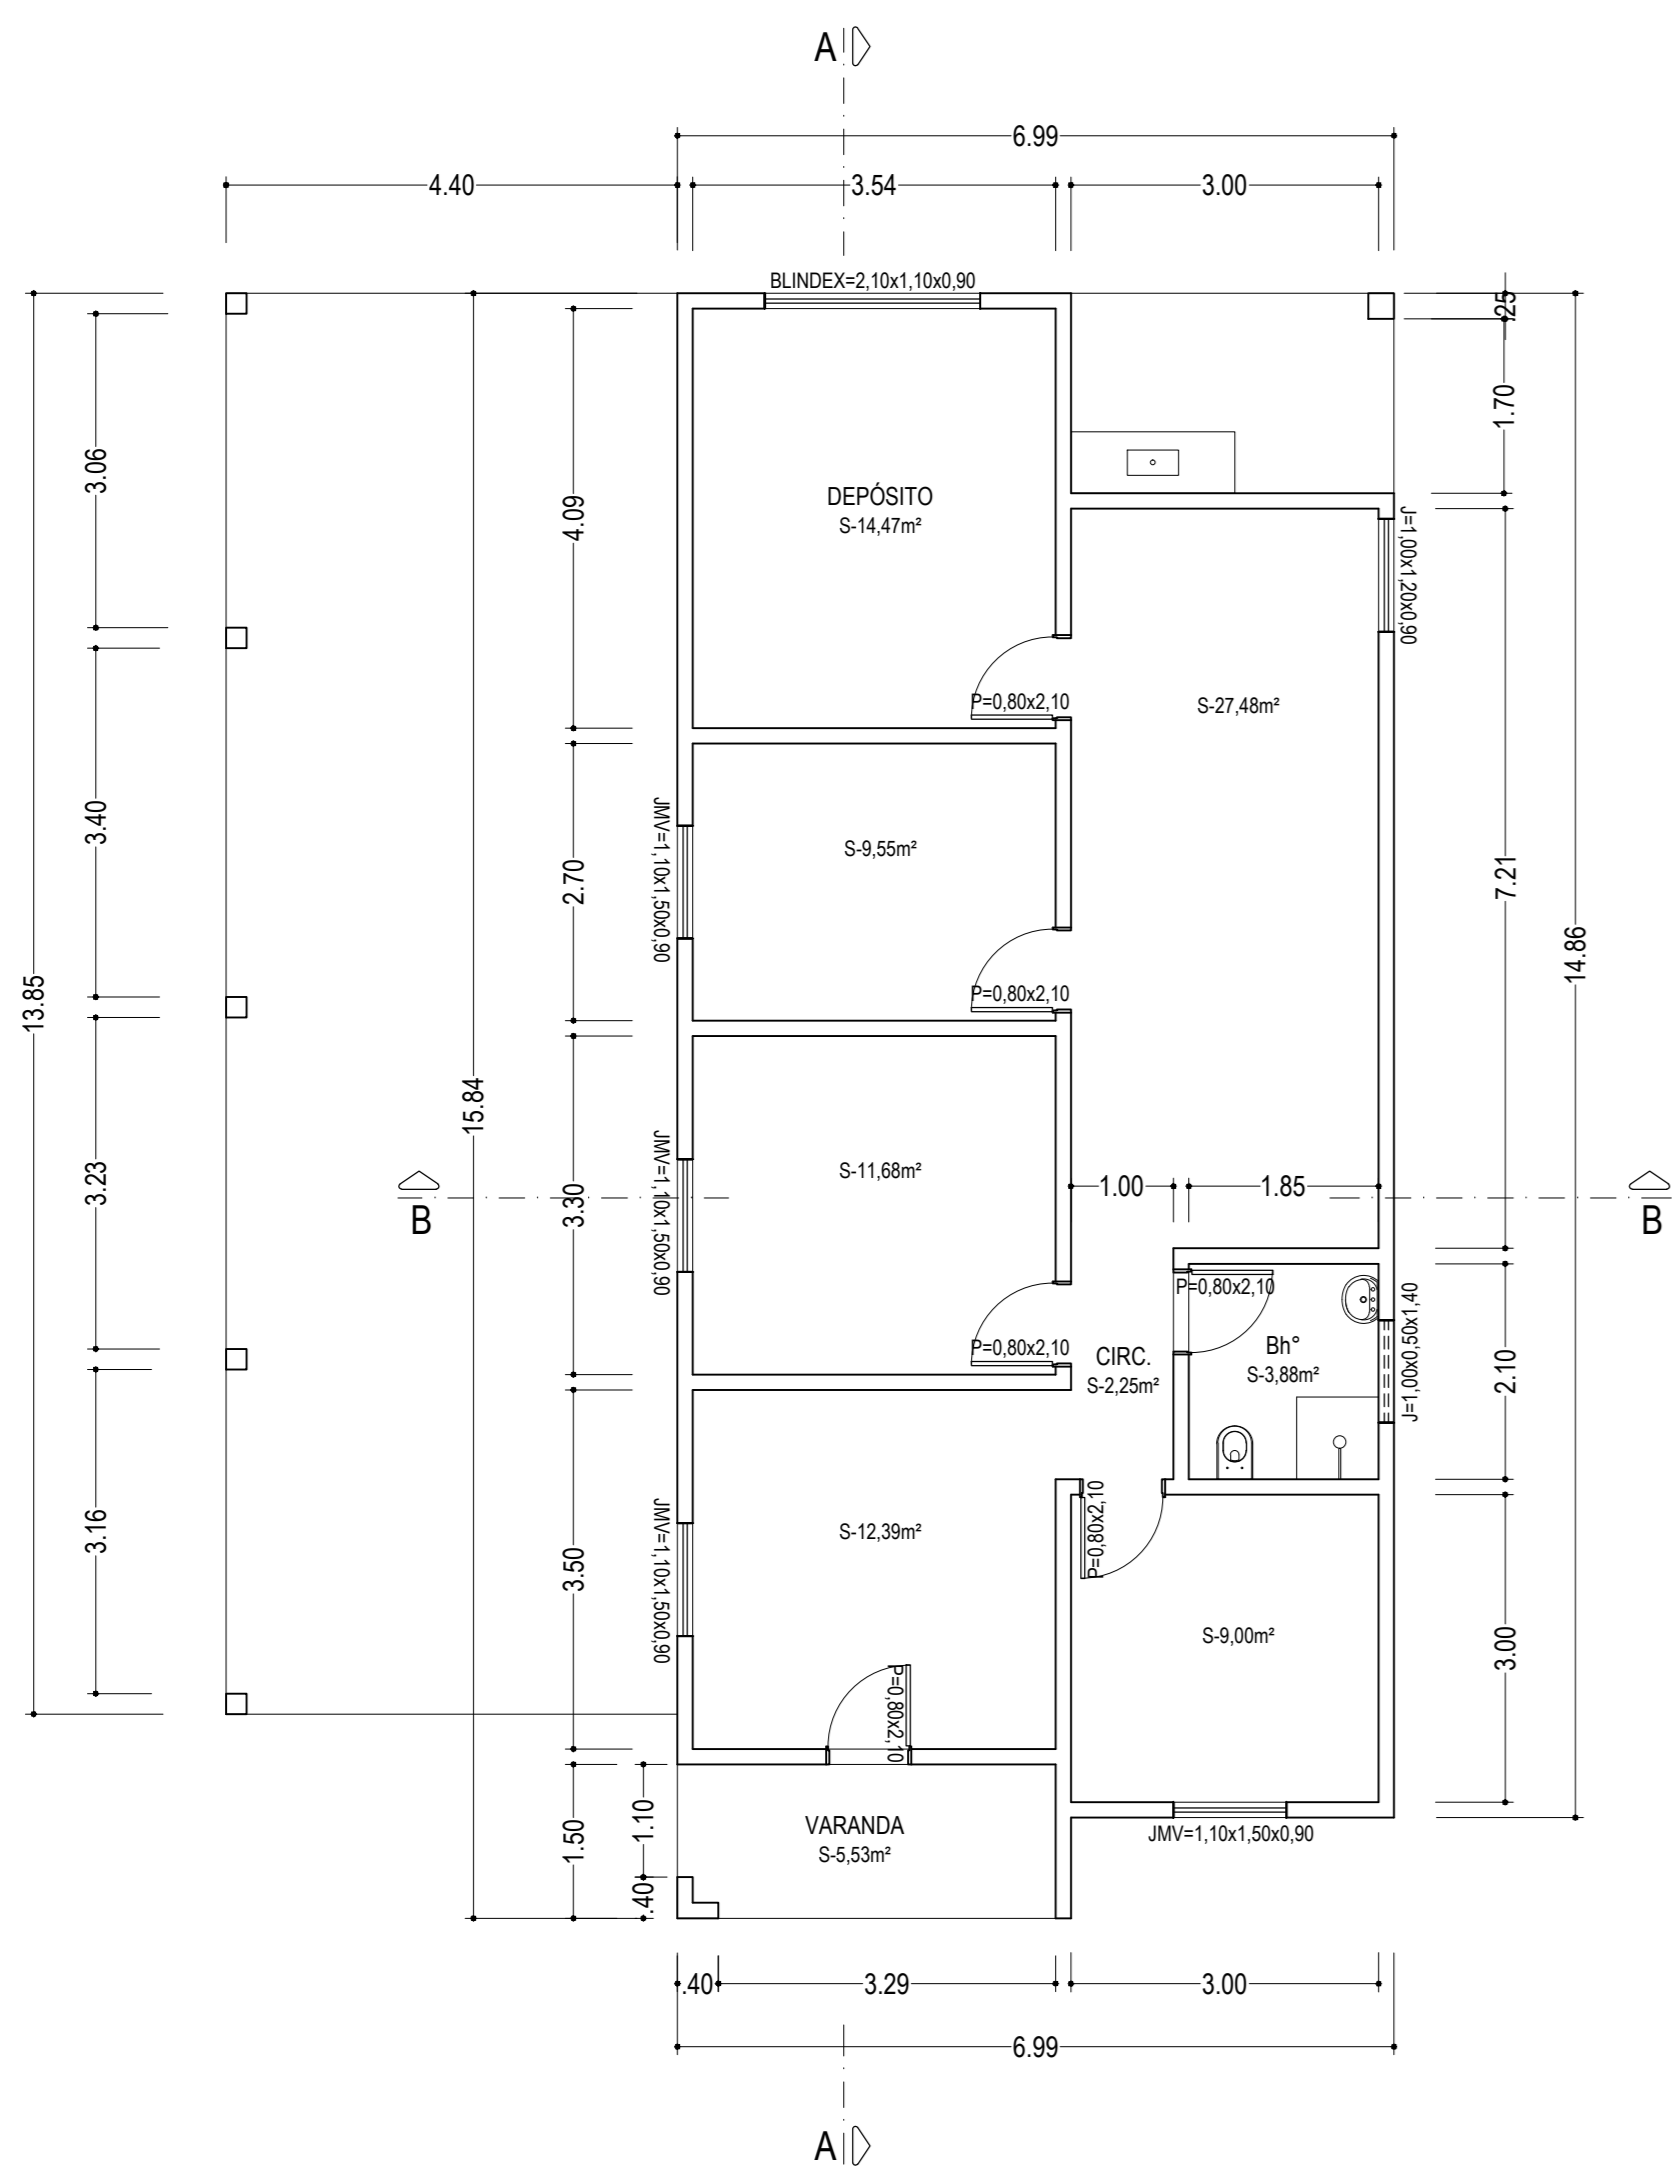 A
6.99
4.40
3.54
3.00
BLINDEX=2,10x1,10x0,90
.25
1.70
3.06
4.09
DEPÓSITO
S-14,47m²
J=1,00x1,20x0,90
P=0,80x2,10
S-27,48m²
3.40
JMV=1,10x1,50x0,90
2.70
S-9,55m²
7.21
14.86
13.85
P=0,80x2,10
15.84
3.23
3.30
JMV=1,10x1,50x0,90
S-11,68m²
1.00
1.85
B
B
P=0,80x2,10
P=0,80x2,10
CIRC.
S-2,25m²
Bh°
S-3,88m²
J=1,00x0,50x1,40
2.10
3.16
3.50
JMV=1,10x1,50x0,90
S-12,39m²
P=0,80x2,10
S-9,00m²
3.00
P=0,80x2,10
1.50
1.10
.40
VARANDA
S-5,53m²
JMV=1,10x1,50x0,90
.40
3.29
3.00
6.99
A